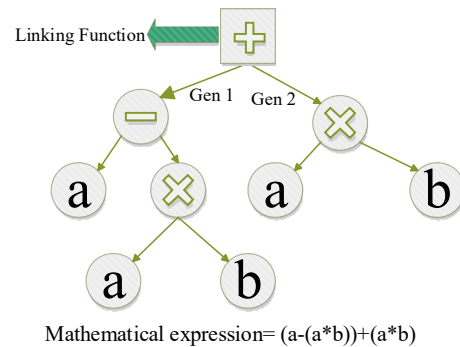 Linking Function
+
Gen 1 Gen 2
− ×
a × a b
a b
Mathematical expression= (a-(a*b))+(a*b)